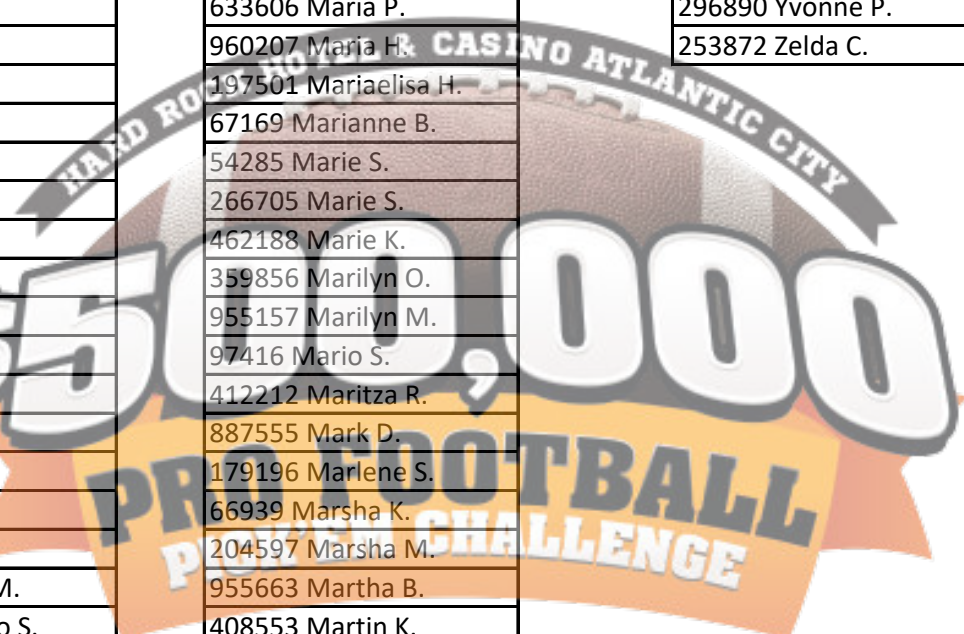 633606 Maria P.
960207 Maria H.
197501 Mariaelisa H.
67169 Marianne B.
54285 Marie S.
266705 Marie S.
462188 Marie K.
359856 Marilyn O.
955157 Marilyn M.
97416 Mario S.
412212 Maritza R.
887555 Mark D.
179196 Marlene S.
66939 Marsha K.
204597 Marsha M.
955663 Martha B.
408553 Martin K.
296890 Yvonne P.
253872 Zelda C.
M.
o S.
HARD ROCK HOTEL & CASINO ATLANTIC CITY
$500,000
PRO FOOTBALL
PICK'EM CHALLENGE